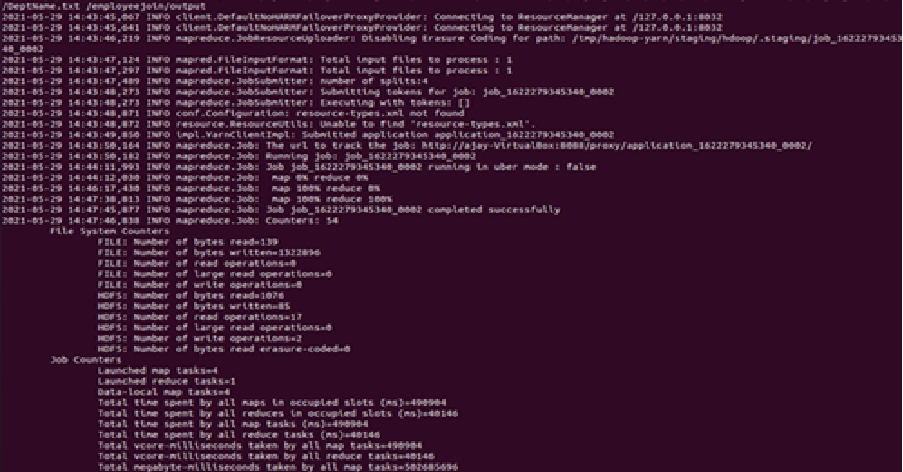 /DeptName.txt /employeejoin/output
2021-05-29 14:43:45,067 INFO client.DefaultNoHARMFailoverProxyProvider: Connecting to ResourceManager at /127.0.0.1:8032
2021-05-29 14:43:45,641 INFO client.DefaultNoHARMFailoverProxyProvider: Connecting to ResourceManager at /127.0.0.1:8032
2021-05-29 14:43:46,219 INFO mapreduce.JobResourceUploader: Disabling Erasure Coding for path: /tmp/hadoop-yarn/staging/hdoop/.staging/job_16222793453
40_0002
2021-05-29 14:43:47,124 INFO mapred.FileInputFormat: Total input files to process : 1
2021-05-29 14:43:47,297 INFO mapred.FileInputFormat: Total input files to process : 1
2021-05-29 14:43:47,489 INFO mapreduce.JobSubmitter: number of splits:4
2021-05-29 14:43:48,273 INFO mapreduce.JobSubmitter: Submitting tokens for job: job_1622279345340_0002
2021-05-29 14:43:48,273 INFO mapreduce.JobSubmitter: Executing with tokens: []
2021-05-29 14:43:48,871 INFO conf.Configuration: resource-types.xml not found
2021-05-29 14:43:48,872 INFO resource.ResourceUtils: Unable to find 'resource-types.xml'.
2021-05-29 14:43:49,850 INFO impl.YarnClientImpl: Submitted application application_1622279345340_0002
2021-05-29 14:43:50,164 INFO mapreduce.Job: The url to track the job: http://ajay-VirtualBox:8088/proxy/application_1622279345340_0002/
2021-05-29 14:43:50,182 INFO mapreduce.Job: Running job: job_1622279345340_0002
2021-05-29 14:44:11,993 INFO mapreduce.Job: Job job_1622279345340_0002 running in uber mode : false
2021-05-29 14:44:12,030 INFO mapreduce.Job:  map 0% reduce 0%
2021-05-29 14:46:17,430 INFO mapreduce.Job:  map 100% reduce 0%
2021-05-29 14:47:38,813 INFO mapreduce.Job:  map 100% reduce 100%
2021-05-29 14:47:45,877 INFO mapreduce.Job: Job job_1622279345340_0002 completed successfully
2021-05-29 14:47:46,838 INFO mapreduce.Job: Counters: 54
File System Counters
FILE: Number of bytes read=139
FILE: Number of bytes written=1322896
FILE: Number of read operations=0
FILE: Number of large read operations=0
FILE: Number of write operations=0
HDFS: Number of bytes read=1076
HDFS: Number of bytes written=85
HDFS: Number of read operations=17
HDFS: Number of large read operations=0
HDFS: Number of write operations=2
HDFS: Number of bytes read erasure-coded=0
Job Counters
Launched map tasks=4
Launched reduce tasks=1
Data-local map tasks=4
Total time spent by all maps in occupied slots (ms)=490904
Total time spent by all reduces in occupied slots (ms)=40146
Total time spent by all map tasks (ms)=490904
Total time spent by all reduce tasks (ms)=40146
Total vcore-milliseconds taken by all map tasks=490904
Total vcore-milliseconds taken by all reduce tasks=40146
Total megabyte-milliseconds taken by all map tasks=502685696